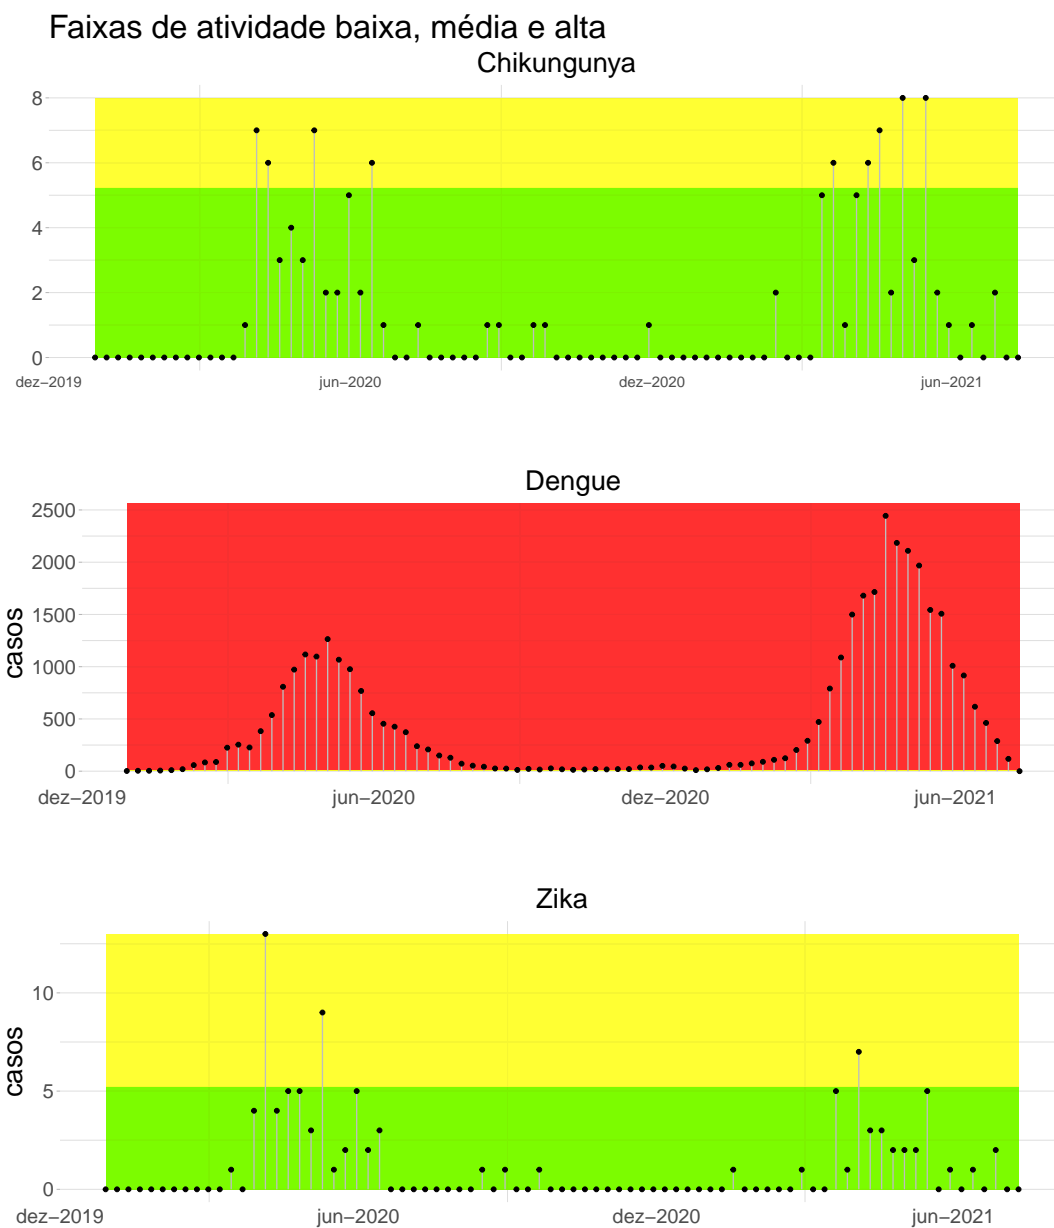 Faixas de atividade baixa, média e alta
Chikungunya
8
6
4
2
0
dez−2019 jun−2020 dez−2020 jun−2021
Dengue
casos
2500
2000
1500
1000
500
0
dez−2019 jun−2020 dez−2020 jun−2021
Zika
casos
10
5
0
dez−2019 jun−2020 dez−2020 jun−2021